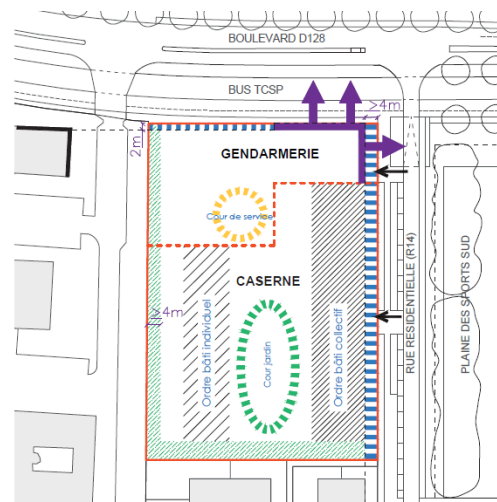 BOULEVARD D128
BUS TCSP
>4m
2m
GENDARMERIE
Cour de service
CASERNE
>4m
Ordre bâti individuel
Cour jardin
Ordre bâti collectif
RUE RESIDENTIELLE (R14)
PLAINE DES SPORTS SUD